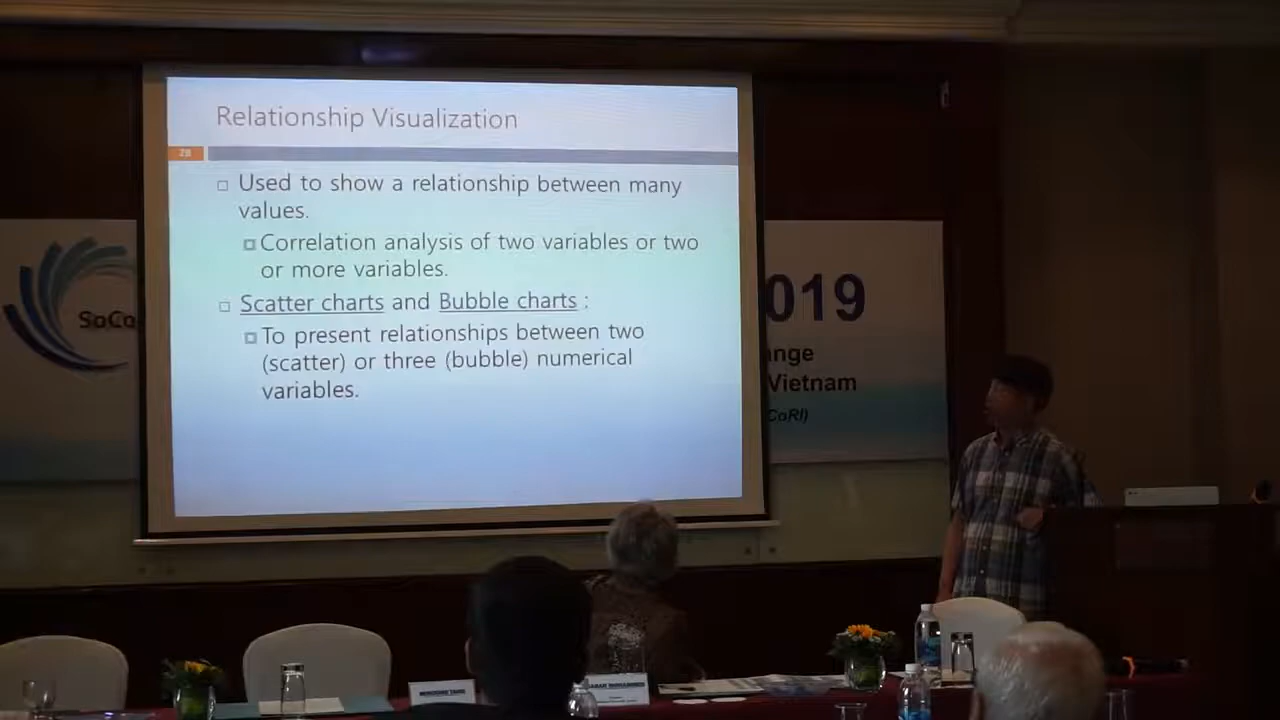 Relationship Visualization
28
Used to show a relationship between many
values.
Correlation analysis of two variables or two
or more variables.
Scatter charts and Bubble charts :
To present relationships between two
(scatter) or three (bubble) numerical
variables.
SoCo
019
ange
Vietnam
CoRI)